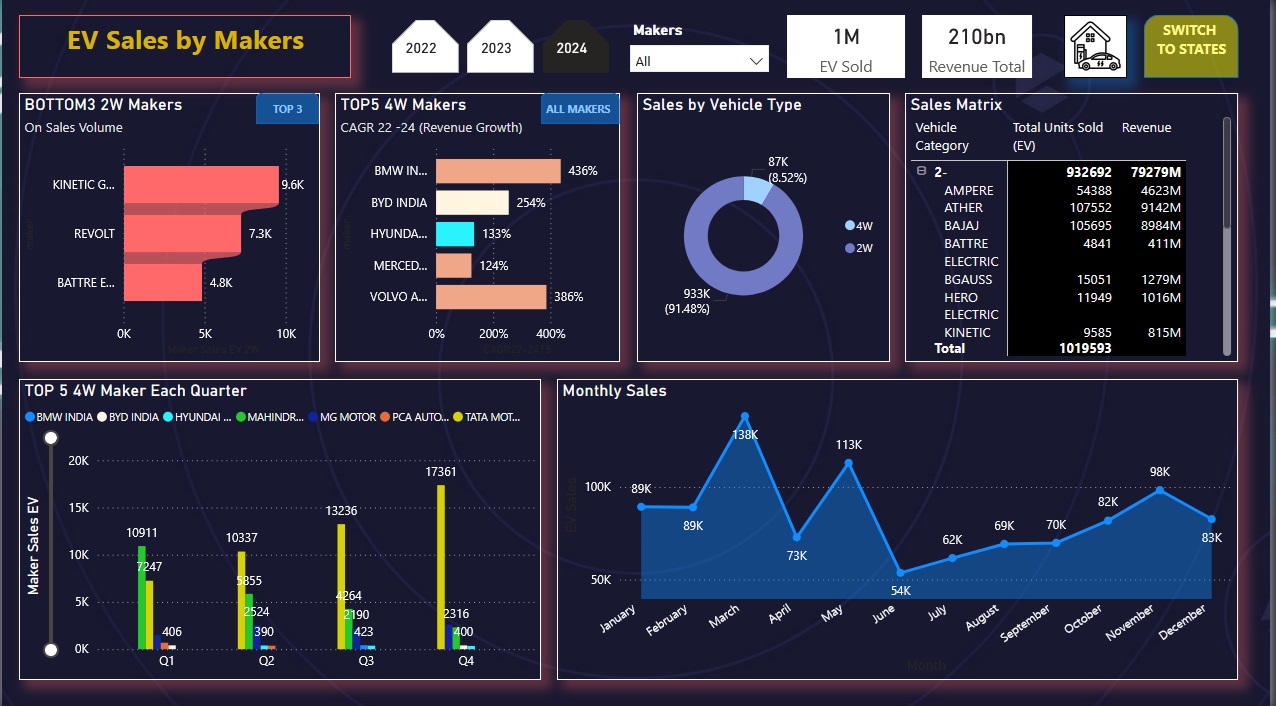 EV Sales by Makers
2022
2023
2024
Makers
All
1M
EV Sold
210bn
Revenue Total
SWITCH
TO STATES
BOTTOM3 2W Makers
TOP 3
On Sales Volume
KINETIC G...
9.6K
REVOLT
7.3K
BATTRE E...
4.8K
0K
5K
10K
maker
Maker Sales EV 2W
TOP5 4W Makers
ALL MAKERS
CAGR 22 -24 (Revenue Growth)
BMW IN...
436%
BYD INDIA
254%
HYUNDA...
133%
MERCED...
124%
VOLVO A...
386%
0%
200%
400%
maker
Sales by Vehicle Type
87K
(8.52%)
933K
(91.48%)
4W
2W
Sales Matrix
Vehicle
Category
Total Units Sold
(EV)
Revenue
2- 932692 79279M
AMPERE 54388 4623M
ATHER 107552 9142M
BAJAJ 105695 8984M
BATTRE 4841 411M
ELECTRIC
BGAUSS 15051 1279M
HERO 11949 1016M
ELECTRIC
KINETIC 9585 815M
Total 1019593
TOP 5 4W Maker Each Quarter
BMW INDIA BYD INDIA HYUNDAI ... MAHINDR... MG MOTOR PCA AUTO... TATA MOT...
Maker Sales EV
20K
15K
10K
5K
0K
10911
7247
406
10337
5855
2524
390
13236
4264
2190
423
17361
2316
400
Q1
Q2
Q3
Q4
Monthly Sales
EV Sales
100K
50K
89K
89K
138K
73K
113K
54K
62K
69K
70K
82K
98K
83K
January
February
March
April
May
June
July
August
September
October
November
December
Month